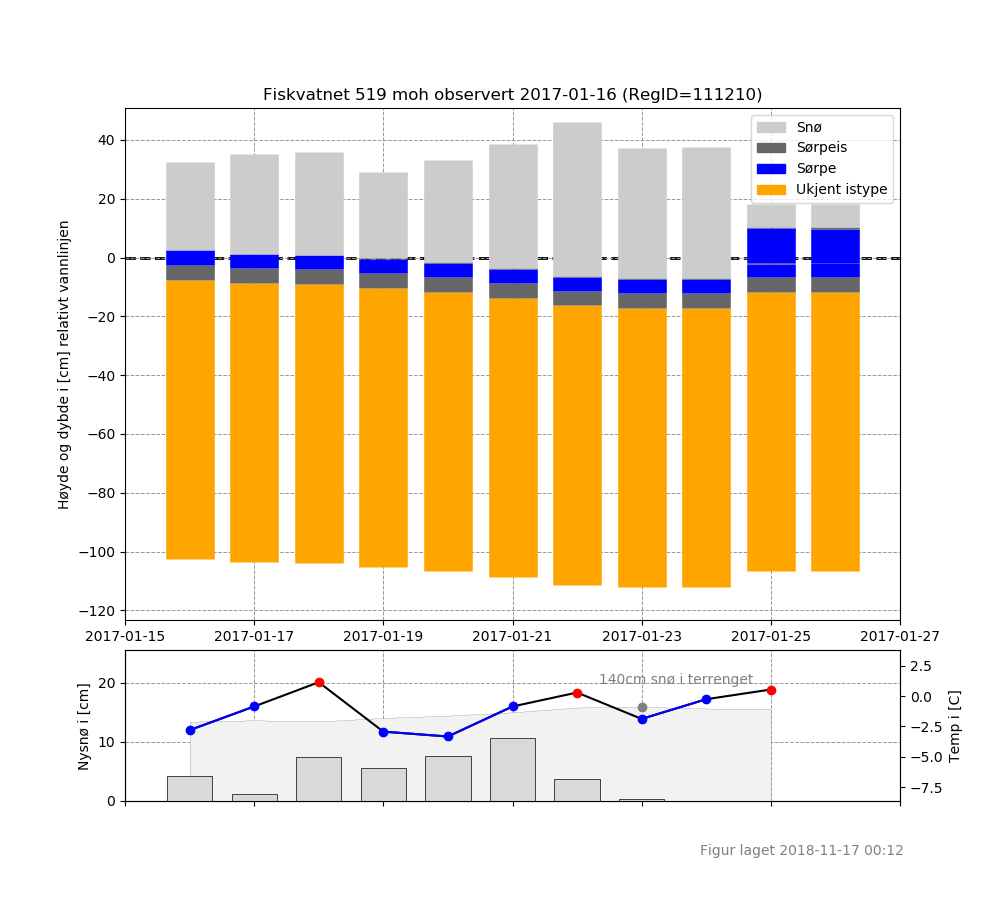 Fiskvatnet 519 moh observert 2017-01-16 (RegID=111210)
Høyde og dybde i [cm] relativt vannlinjen
40
20
0
−20
−40
−60
−80
−100
−120
Snø
Sørpeis
Sørpe
Ukjent istype
2017-01-15 2017-01-17 2017-01-19 2017-01-21 2017-01-23 2017-01-25 2017-01-27
Nysnø i [cm]
20
10
0
140cm snø i terrenget
2.5
0.0
−2.5
−5.0
−7.5
Temp i [C]
Figur laget 2018-11-17 00:12